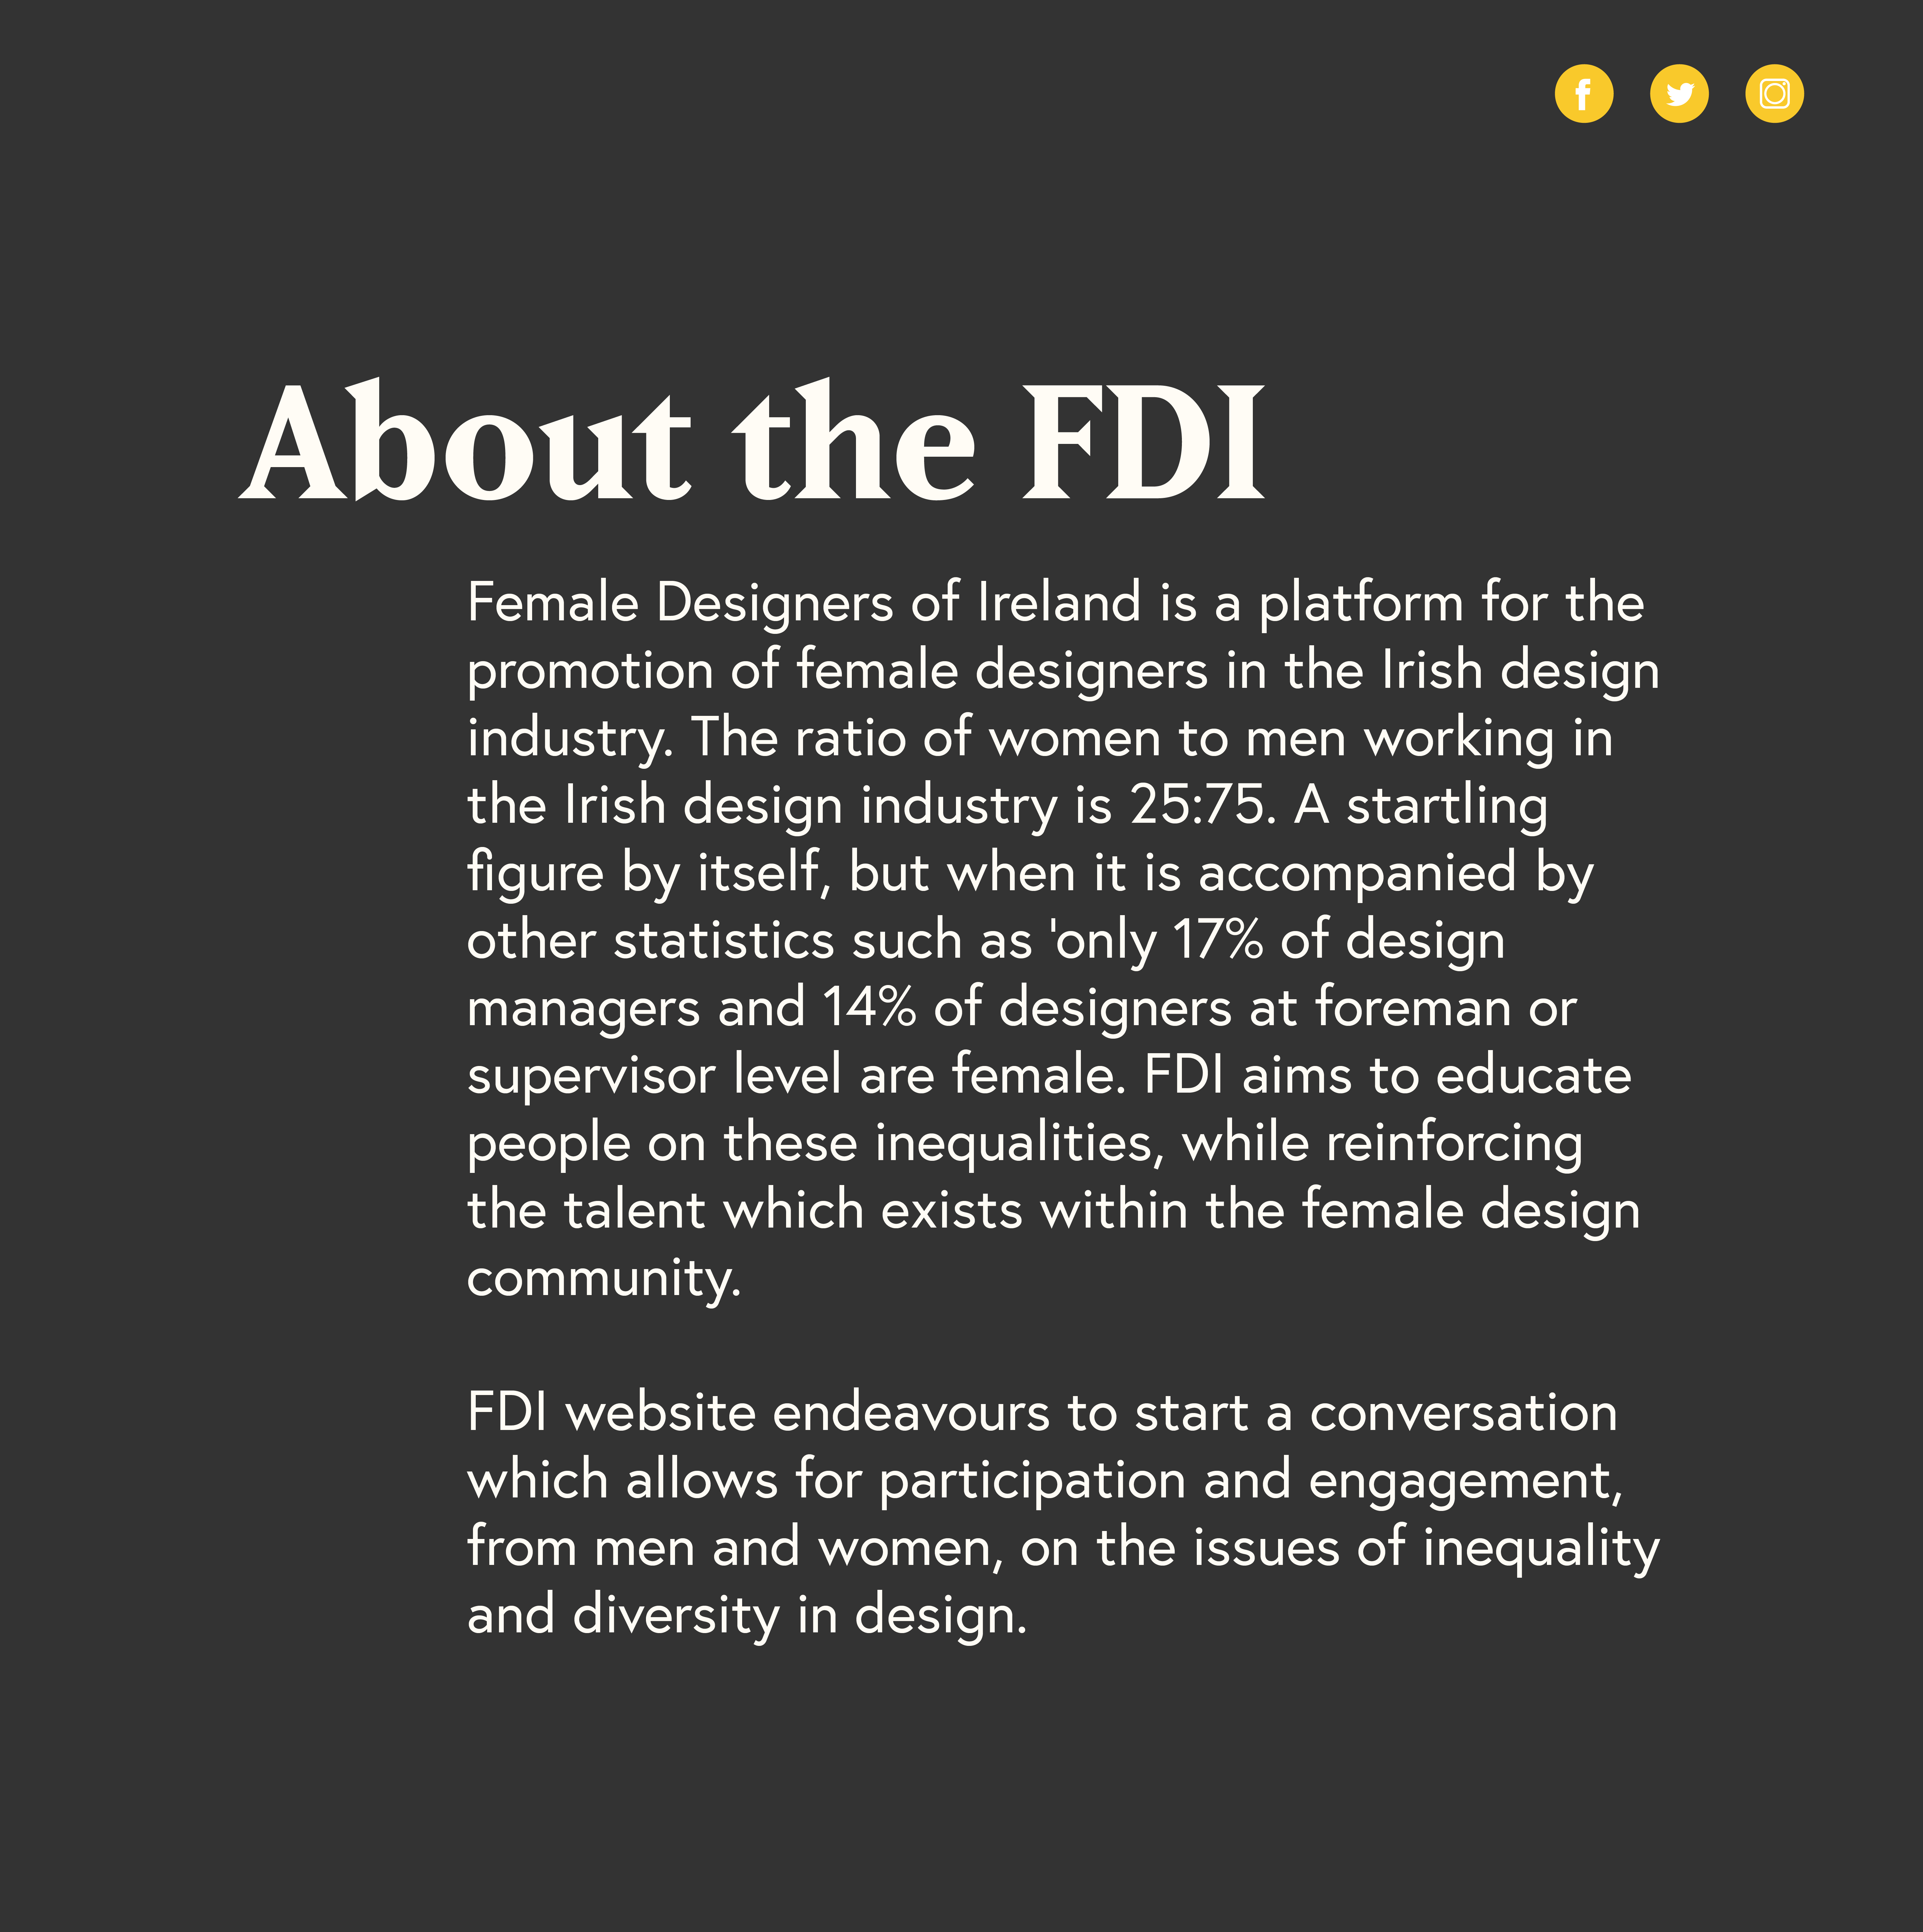 About the FDI
Female Designers of Ireland is a platform for the
promotion of female designers in the Irish design
industry. The ratio of women to men working in
the Irish design industry is 25:75. A startling
figure by itself, but when it is accompanied by
other statistics such as 'only 17% of design
managers and 14% of designers at foreman or
supervisor level are female. FDI aims to educate
people on these inequalities, while reinforcing
the talent which exists within the female design
community.
FDI website endeavours to start a conversation
which allows for participation and engagement,
from men and women, on the issues of inequality
and diversity in design.